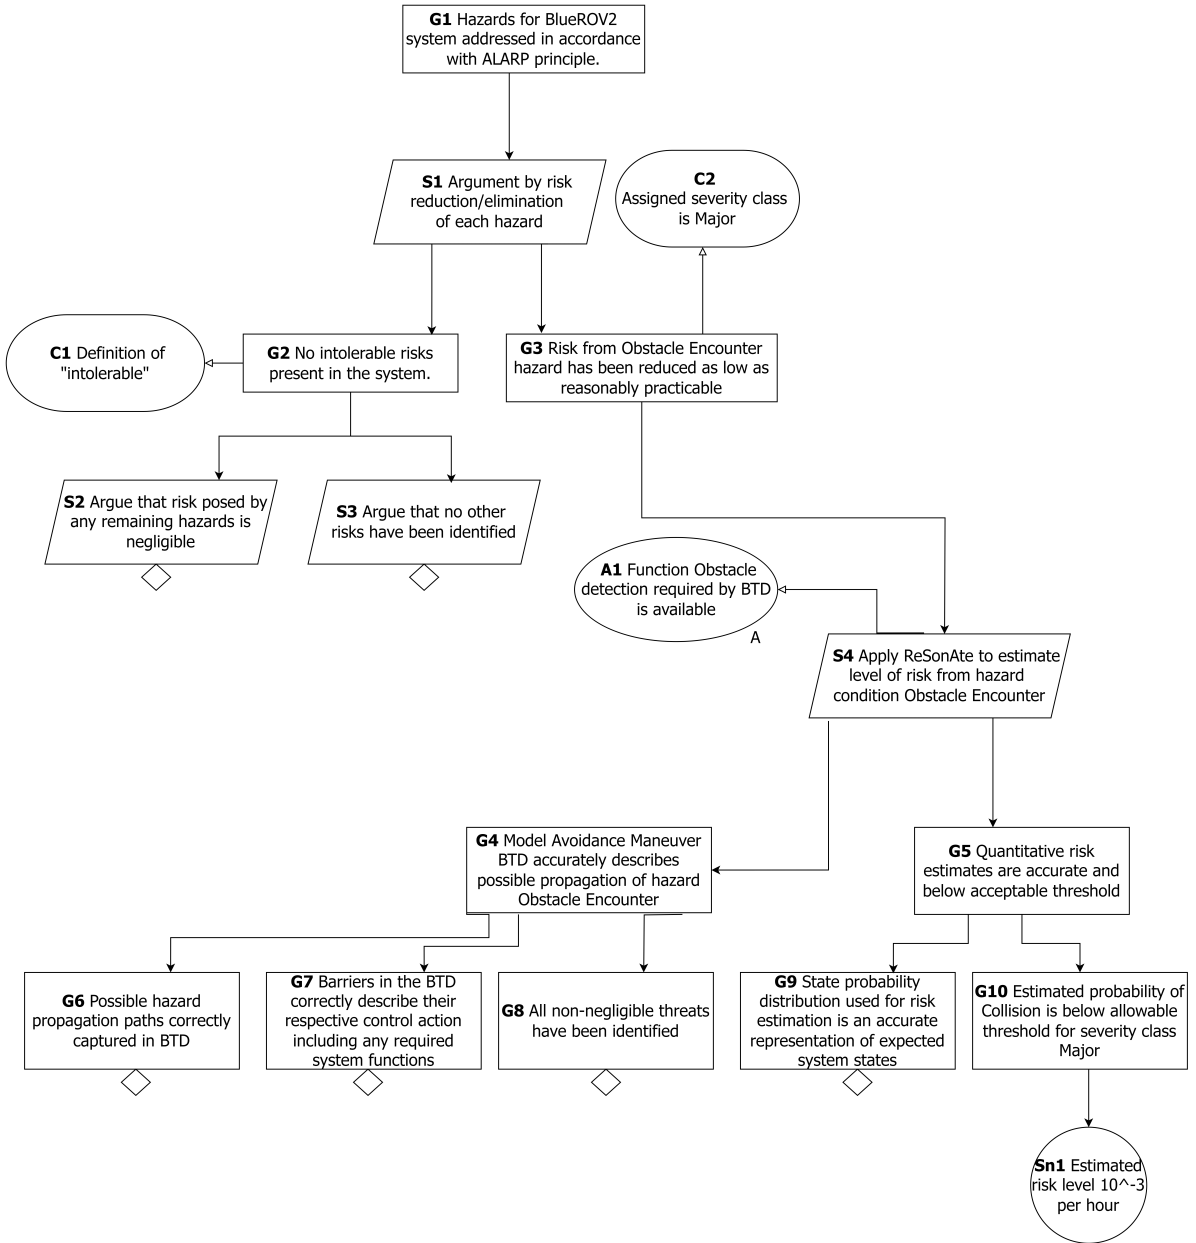 G1 Hazards for BlueROV2
system addressed in accordance
with ALARP principle.
S1 Argument by risk
reduction/elimination
of each hazard
C2
Assigned severity class
is Major
C1 Definition of
"intolerable"
G2 No intolerable risks
present in the system.
G3 Risk from Obstacle Encounter
hazard has been reduced as low as
reasonably practicable
S2 Argue that risk posed by
any remaining hazards is
negligible
S3 Argue that no other
risks have been identified
A1 Function Obstacle
detection required by BTD
is available
A
S4 Apply ReSonAte to estimate
level of risk from hazard
condition Obstacle Encounter
G4 Model Avoidance Maneuver
BTD accurately describes
possible propagation of hazard
Obstacle Encounter
G5 Quantitative risk
estimates are accurate and
below acceptable threshold
G6 Possible hazard
propagation paths correctly
captured in BTD
G7 Barriers in the BTD
correctly describe their
respective control action
including any required
system functions
G8 All non-negligible threats
have been identified
G9 State probability
distribution used for risk
estimation is an accurate
representation of expected
system states
G10 Estimated probability of
Collision is below allowable
threshold for severity class
Major
Sn1 Estimated
risk level 10^-3
per hour